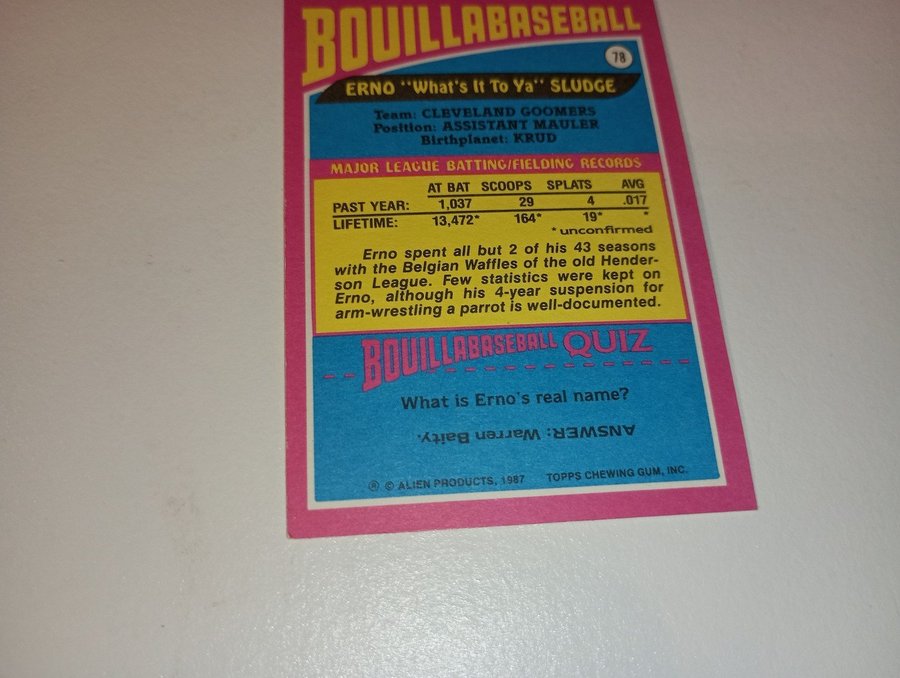 BOUILLABASEBALL
78
ERNO "What's It To Ya" SLUDGE
Team: CLEVELAND GOOMERS
Position: ASSISTANT MAULER
Birthplanet: KRUD
MAJOR LEAGUE BATTING/FIELDING RECORDS
AT BAT SCOOPS SPLATS AVG
PAST YEAR: 1,037 29 4 .017
LIFETIME: 13,472* 164* 19* *
* unconfirmed
Erno spent all but 2 of his 43 seasons
with the Belgian Waffles of the old Hender-
son League. Few statistics were kept on
Erno, although his 4-year suspension for
arm-wrestling a parrot is well-documented.
BOUILLABASEBALL QUIZ
What is Erno's real name?
ANSWER: Warren Baity.
® © ALIEN PRODUCTS, 1987 TOPPS CHEWING GUM, INC.